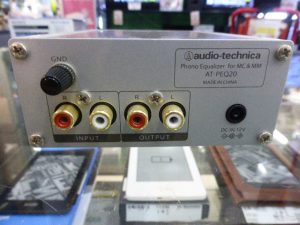 audio-technica
Phono Equalizer for MC & MM
AT-PEQ20
MADE IN CHINA
GND
R L R L
INPUT OUTPUT
DC IN 12V